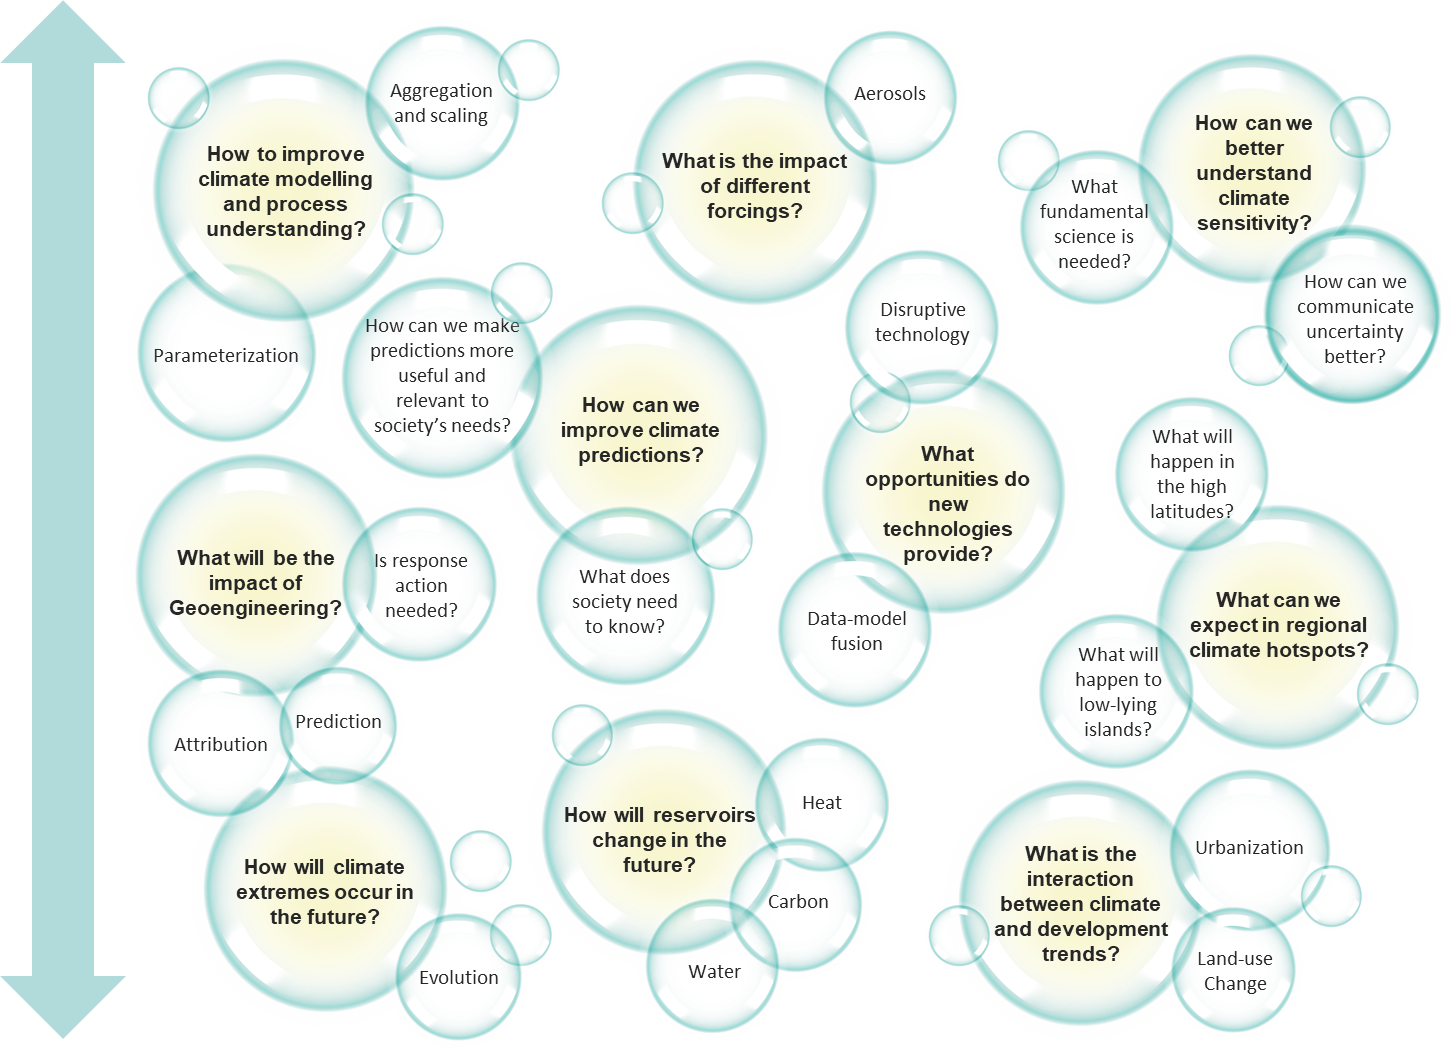 How to improve
climate modelling
and process
understanding?
Aggregation
and scaling
Parameterization
What is the impact
of different
forcings?
Aerosols
How can we
better
understand
climate
sensitivity?
What
fundamental
science is
needed?
How can we
communicate
uncertainty
better?
How can we make
predictions more
useful and
relevant to
society's needs?
How can we
improve climate
predictions?
What does
society need
to know?
Disruptive
technology
What
opportunities do
new
technologies
provide?
Data-model
fusion
What will
happen in
the high
latitudes?
What can we
expect in regional
climate hotspots?
What will
happen to
low-lying
islands?
What will be the
impact of
Geoengineering?
Is response
action
needed?
Attribution
Prediction
How will climate
extremes occur in
the future?
Evolution
How will reservoirs
change in the
future?
Heat
Carbon
Water
What is the
interaction
between climate
and development
trends?
Urbanization
Land-use
Change